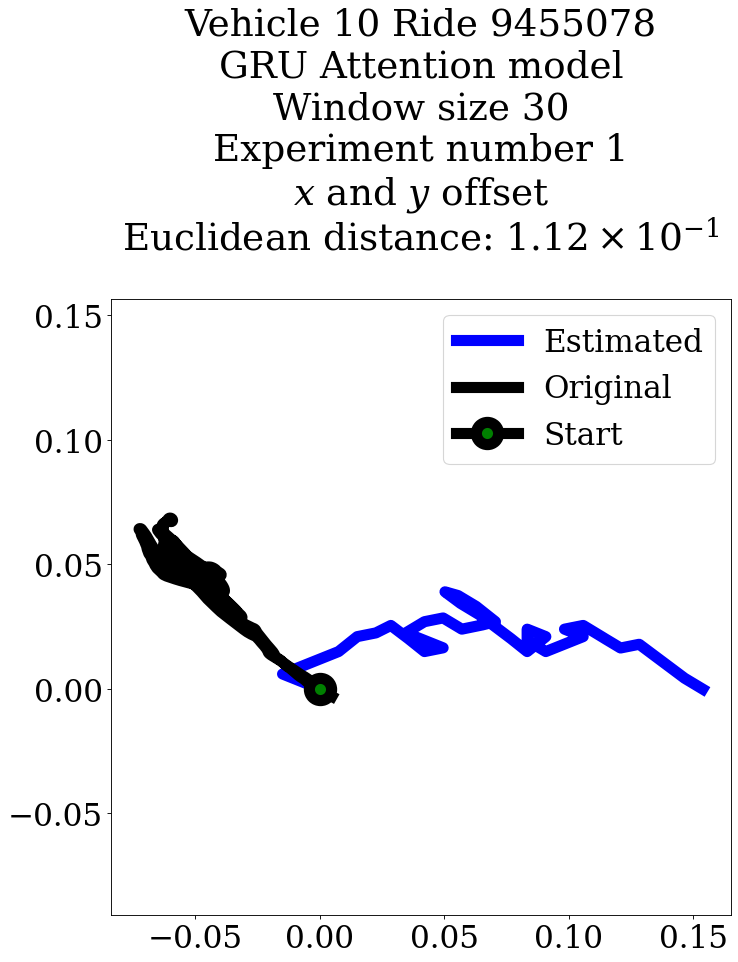 Vehicle 10 Ride 9455078
GRU Attention model
Window size 30
Experiment number 1
x and y offset
Euclidean distance: 1.12 × 10⁻¹
Estimated
Original
Start
0.15
0.10
0.05
0.00
−0.05
−0.05 0.00 0.05 0.10 0.15